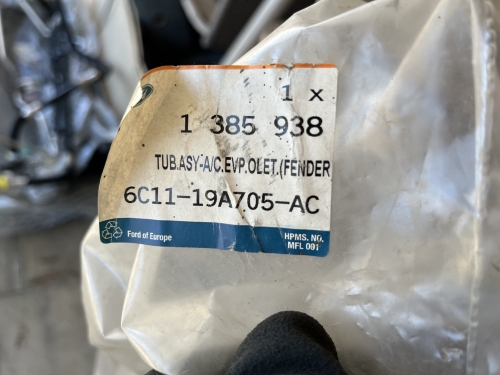 1 x
1 385 938
TUB.ASY-A/C.EVP.OLET.(FENDER
6C11-19A705-AC
Ford of Europe
HPMS. NO.
MFL 001